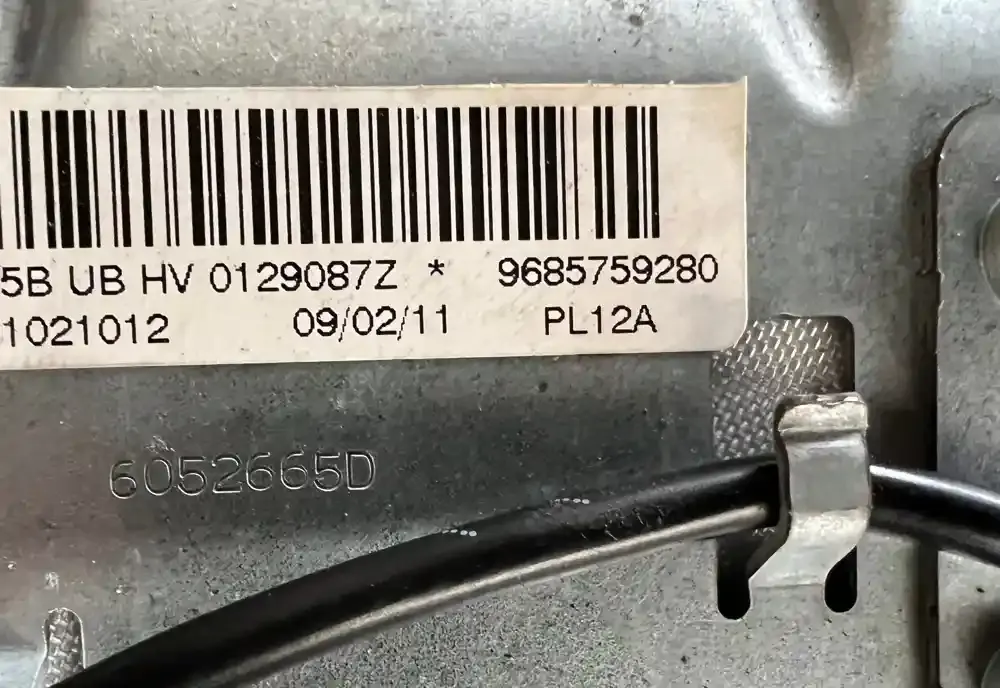 5B UB HV 0129087Z * 9685759280
1021012 09/02/11 PL12A
6052665D